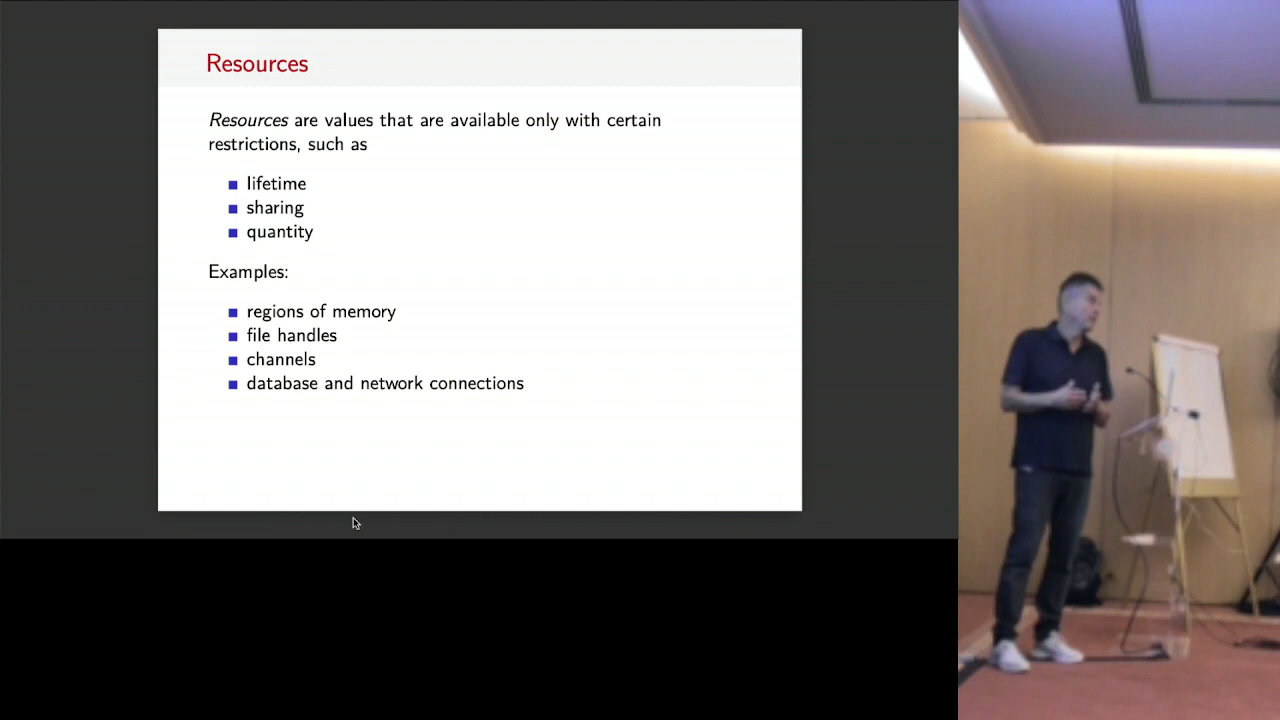 Resources
Resources are values that are available only with certain
restrictions, such as
lifetime
sharing
quantity
Examples:
regions of memory
file handles
channels
database and network connections